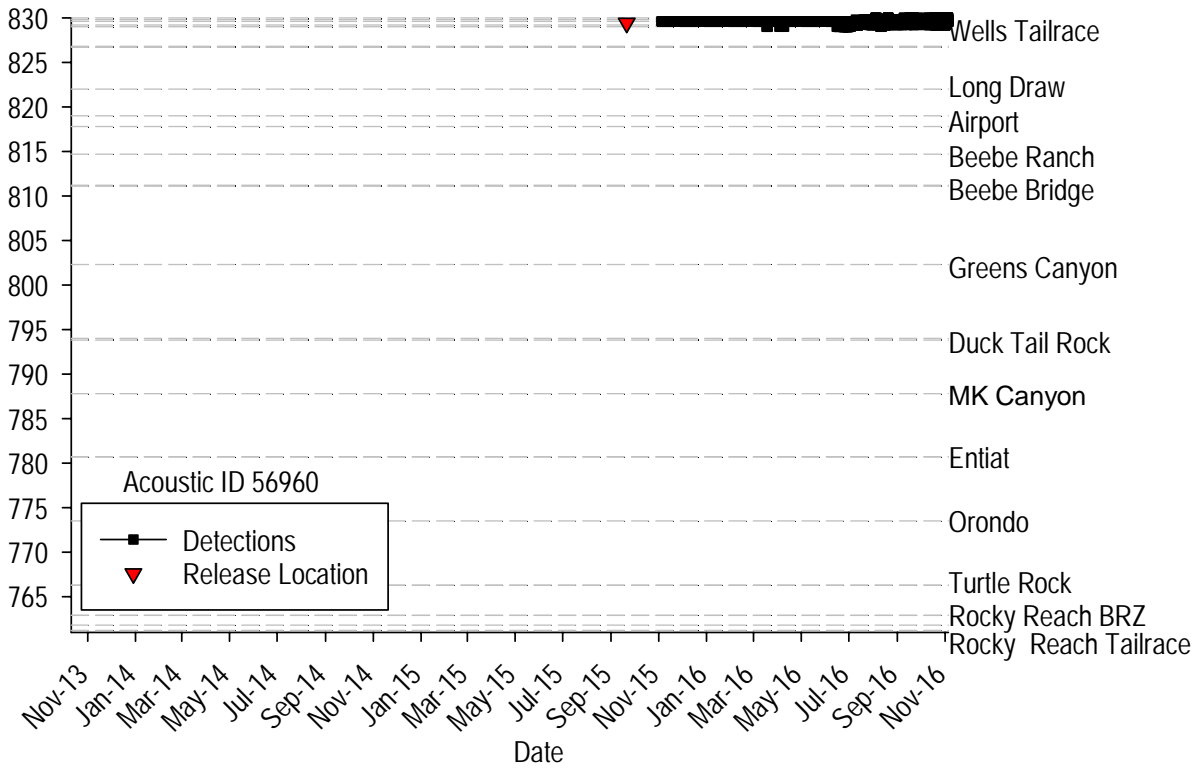 830
825
820
815
810
805
800
795
790
785
780
775
770
765
Wells Tailrace
Long Draw
Airport
Beebe Ranch
Beebe Bridge
Greens Canyon
Duck Tail Rock
MK Canyon
Entiat
Orondo
Turtle Rock
Rocky Reach BRZ
Rocky Reach Tailrace
Acoustic ID 56960
Detections
Release Location
Nov-13
Jan-14
Mar-14
May-14
Jul-14
Sep-14
Nov-14
Jan-15
Mar-15
May-15
Jul-15
Sep-15
Nov-15
Jan-16
Mar-16
May-16
Jul-16
Sep-16
Nov-16
Date